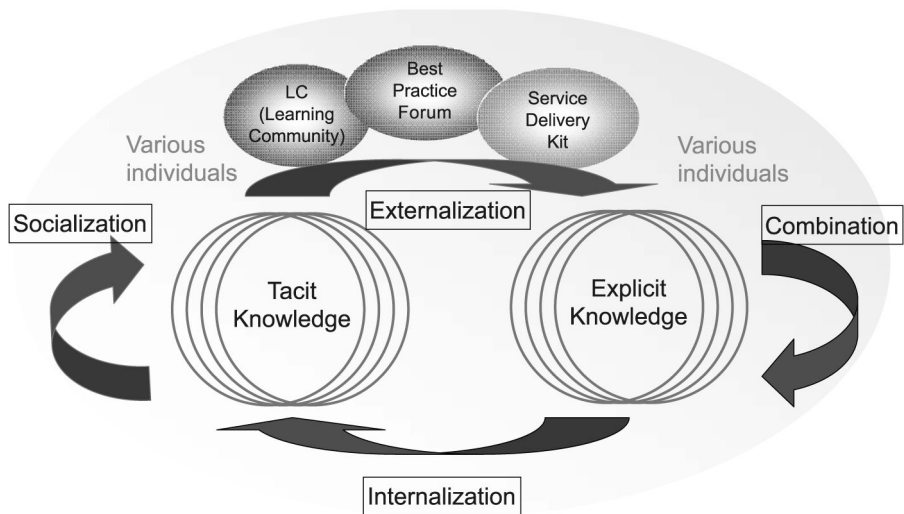 LC
(Learning
Community)
Best
Practice
Forum
Service
Delivery
Kit
Various
individuals
Various
individuals
Socialization
Externalization
Combination
Tacit
Knowledge
Explicit
Knowledge
Internalization